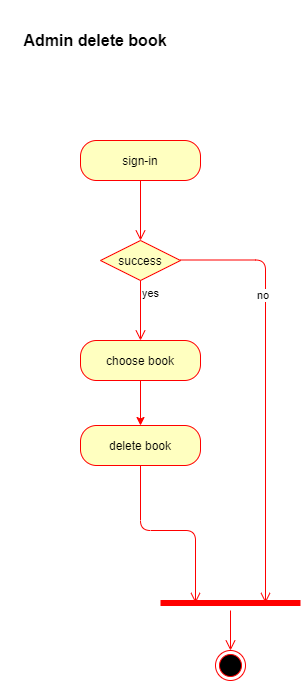 Admin delete book
sign-in
success
yes
no
choose book
delete book